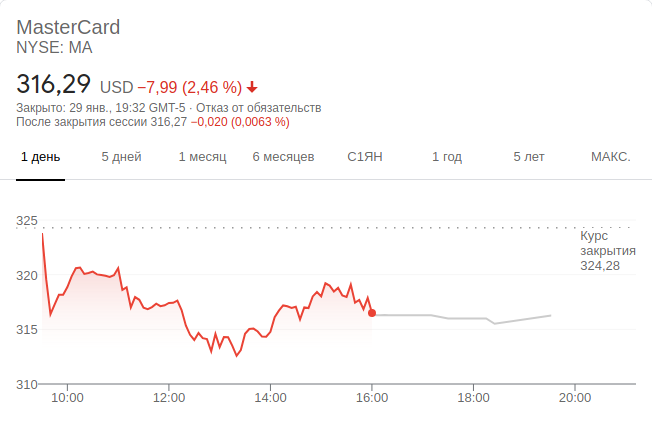 MasterCard
NYSE: MA
316,29 USD −7,99 (2,46 %)
Закрыто: 29 янв., 19:32 GMT-5 · Отказ от обязательств
После закрытия сессии 316,27 −0,020 (0,0063 %)
1 день 5 дней 1 месяц 6 месяцев С1ЯН 1 год 5 лет МАКС.
325
Курс
закрытия
324,28
320
315
310
10:00 12:00 14:00 16:00 18:00 20:00